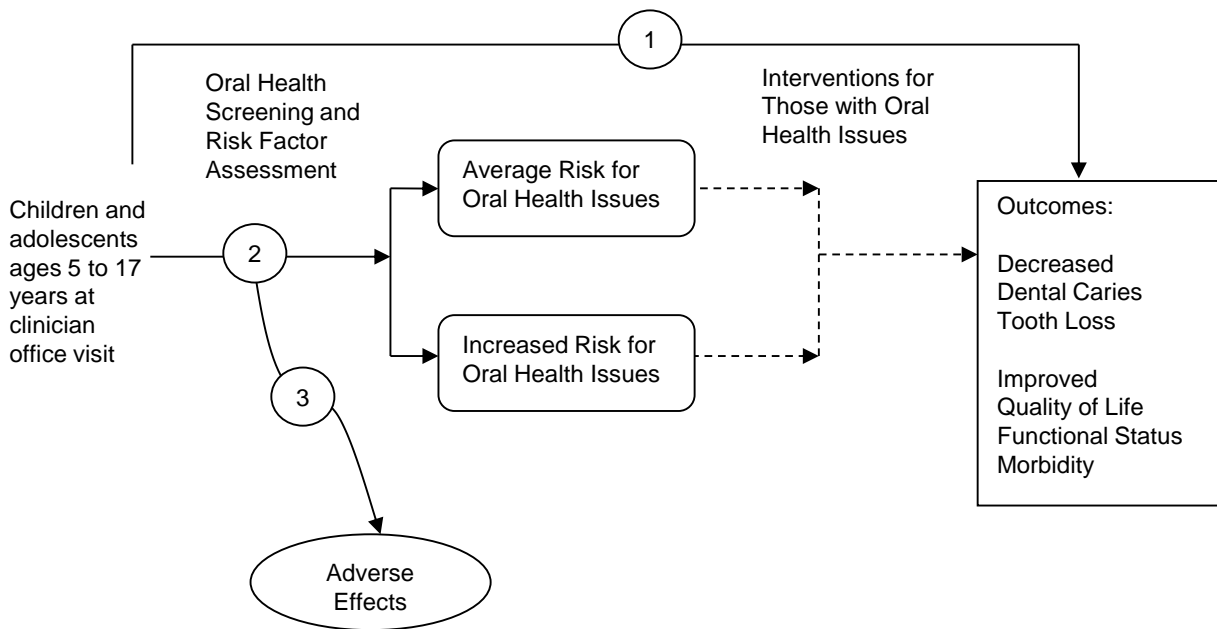 1
Oral Health
Screening and
Risk Factor
Assessment
Interventions for
Those with Oral
Health Issues
Children and
adolescents
ages 5 to 17
years at
clinician
office visit
2
Average Risk for
Oral Health Issues
Increased Risk for
Oral Health Issues
Outcomes:
Decreased
Dental Caries
Tooth Loss
Improved
Quality of Life
Functional Status
Morbidity
3
Adverse
Effects